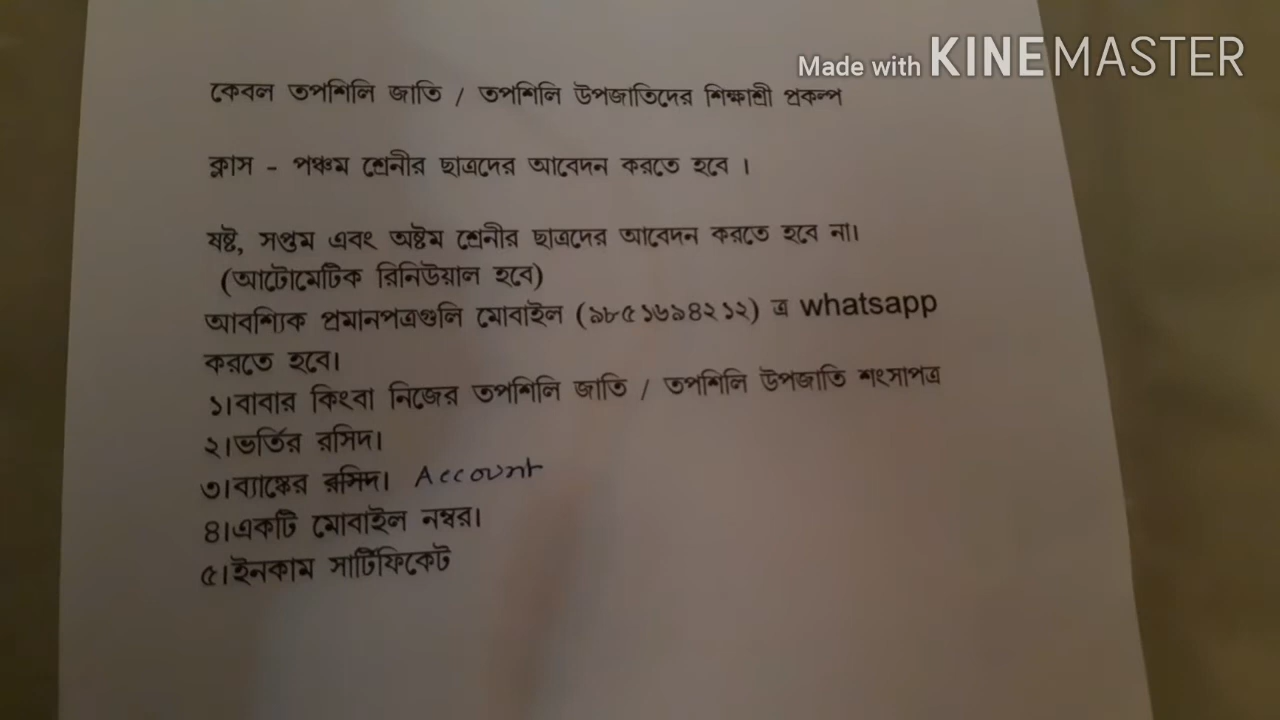 Made with KINEMASTER
কেবল তপশিলি জাতি / তপশিলি উপজাতিদের শিক্ষাশ্রী প্রকল্প
ক্লাস - পঞ্চম শ্রেনীর ছাত্রদের আবেদন করতে হবে ।
ষষ্ট, সপ্তম এবং অষ্টম শ্রেনীর ছাত্রদের আবেদন করতে হবে না।
(আটোমেটিক রিনিউয়াল হবে)
আবশ্যিক প্রমানপত্রগুলি মোবাইল (৯৮৫১৬৯৪২১২) এ whatsapp
করতে হবে।
১।বাবার কিংবা নিজের তপশিলি জাতি / তপশিলি উপজাতি শংসাপত্র
২।ভর্তির রসিদ।
৩।ব্যাঙ্কের রসিদ। Account
৪।একটি মোবাইল নম্বর।
৫।ইনকাম সার্টিফিকেট